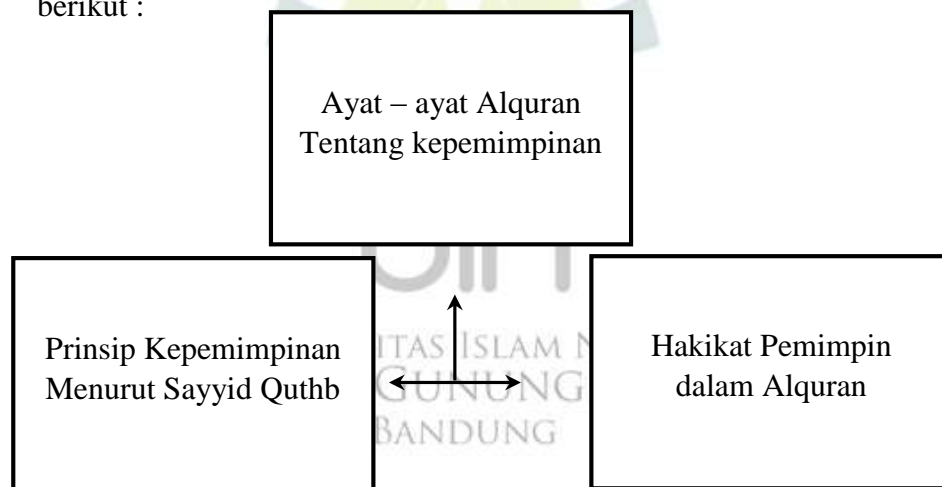 berikut :
Ayat – ayat Alquran
Tentang kepemimpinan
Prinsip Kepemimpinan
Menurut Sayyid Quthb
Hakikat Pemimpin
dalam Alquran
ITAS ISLAM N
GUNUNG
BANDUNG